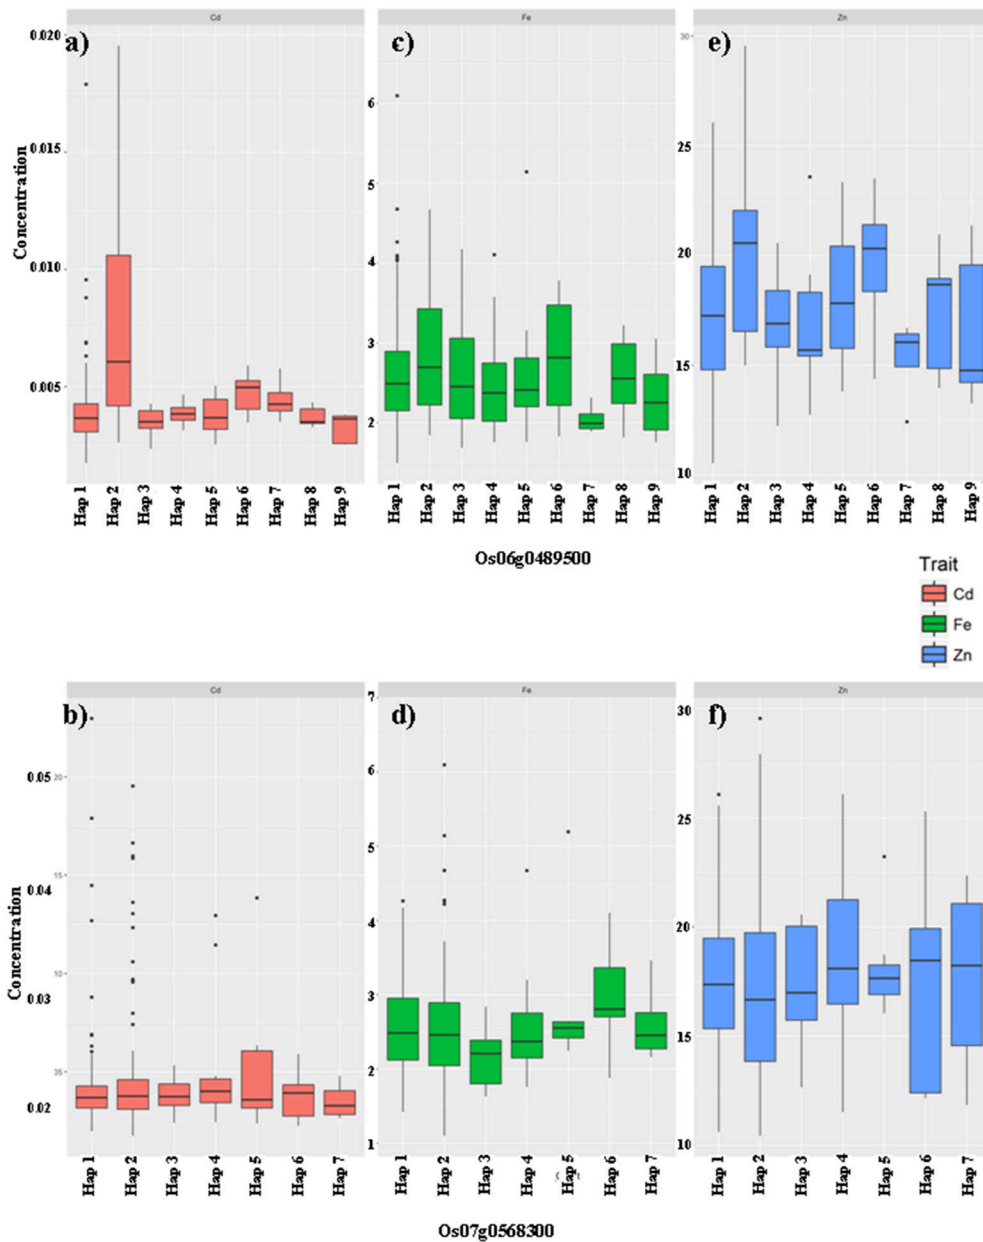 Cd
Fe
Zn
a)
c)
e)
0.020
0.015
0.010
0.005
Concentration
6
5
4
3
2
30
25
20
15
10
Hap 1
Hap 2
Hap 3
Hap 4
Hap 5
Hap 6
Hap 7
Hap 8
Hap 9
Hap 1
Hap 2
Hap 3
Hap 4
Hap 5
Hap 6
Hap 7
Hap 8
Hap 9
Hap 1
Hap 2
Hap 3
Hap 4
Hap 5
Hap 6
Hap 7
Hap 8
Hap 9
Os06g0489500
Trait
Cd
Fe
Zn
Cd
Fe
Zn
b)
d)
f)
0.05
0.04
0.03
0.02
Concentration
7
6
5
4
3
2
1
30
25
20
15
10
Hap 1
Hap 2
Hap 3
Hap 4
Hap 5
Hap 6
Hap 7
Hap 1
Hap 2
Hap 3
Hap 4
Hap 5
Hap 6
Hap 7
Hap 1
Hap 2
Hap 3
Hap 4
Hap 5
Hap 6
Hap 7
Os07g0568300